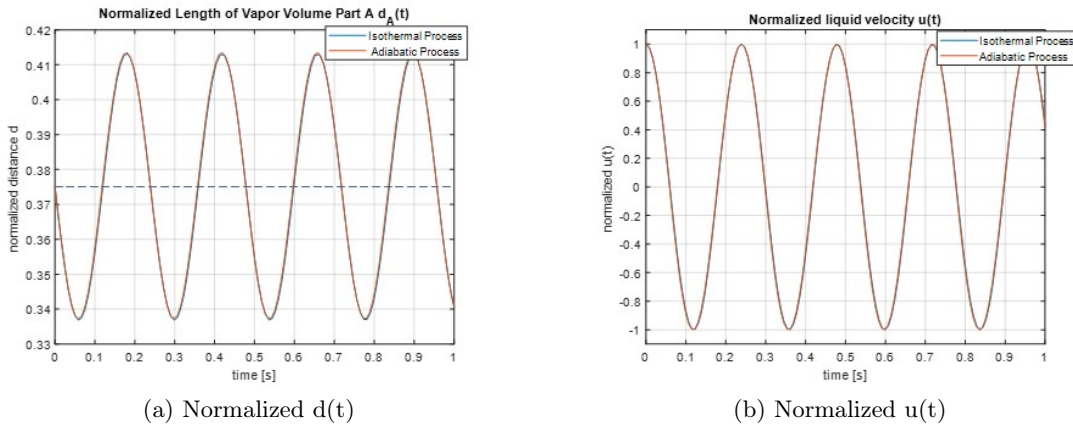 Normalized Length of Vapor Volume Part A d_A(t)
0.42
0.41
0.4
0.39
0.38
0.37
0.36
0.35
0.34
0.33
normalized distance d
Isothermal Process
Adiabatic Process
0 0.1 0.2 0.3 0.4 0.5 0.6 0.7 0.8 0.9 1
time [s]
(a) Normalized d(t)
Normalized liquid velocity u(t)
1
0.8
0.6
0.4
0.2
0
-0.2
-0.4
-0.6
-0.8
-1
normalized u(t)
Isothermal Process
Adiabatic Process
0 0.1 0.2 0.3 0.4 0.5 0.6 0.7 0.8 0.9 1
time [s]
(b) Normalized u(t)